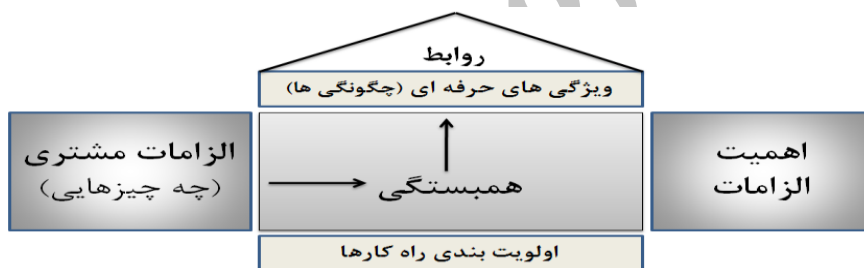 روابط
ویژگی های حرفه ای (چگونگی ها)
الزامات مشتری
(چه چیزهایی)
همبستگی
اهمیت
الزامات
اولویت بندی راه کارها